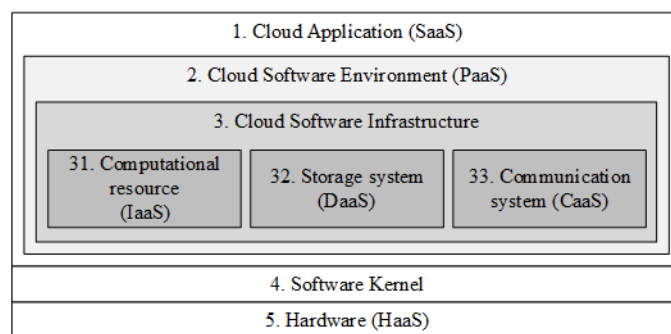 1. Cloud Application (SaaS)
2. Cloud Software Environment (PaaS)
3. Cloud Software Infrastructure
31. Computational
resource
(IaaS)
32. Storage system
(DaaS)
33. Communication
system (CaaS)
4. Software Kernel
5. Hardware (HaaS)